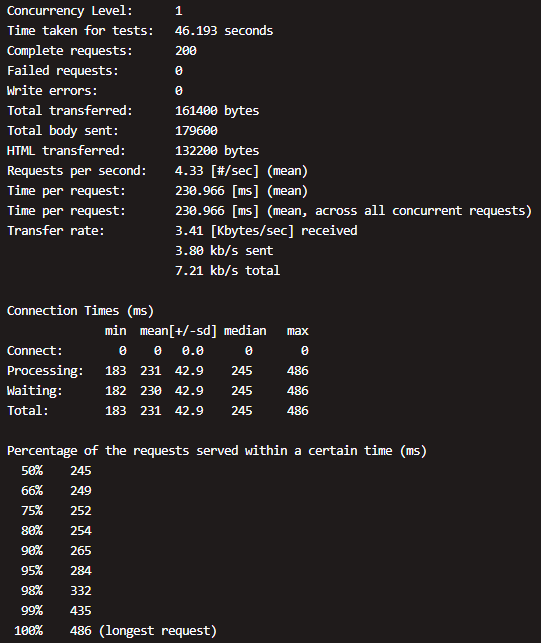 Concurrency Level:      1
Time taken for tests:   46.193 seconds
Complete requests:      200
Failed requests:        0
Write errors:           0
Total transferred:      161400 bytes
Total body sent:        179600
HTML transferred:       132200 bytes
Requests per second:    4.33 [#/sec] (mean)
Time per request:       230.966 [ms] (mean)
Time per request:       230.966 [ms] (mean, across all concurrent requests)
Transfer rate:          3.41 [Kbytes/sec] received
                        3.80 kb/s sent
                        7.21 kb/s total

Connection Times (ms)
              min  mean[+/-sd] median   max
Connect:        0    0   0.0      0       0
Processing:   183  231  42.9    245     486
Waiting:      182  230  42.9    245     486
Total:        183  231  42.9    245     486

Percentage of the requests served within a certain time (ms)
  50%    245
  66%    249
  75%    252
  80%    254
  90%    265
  95%    284
  98%    332
  99%    435
 100%    486 (longest request)